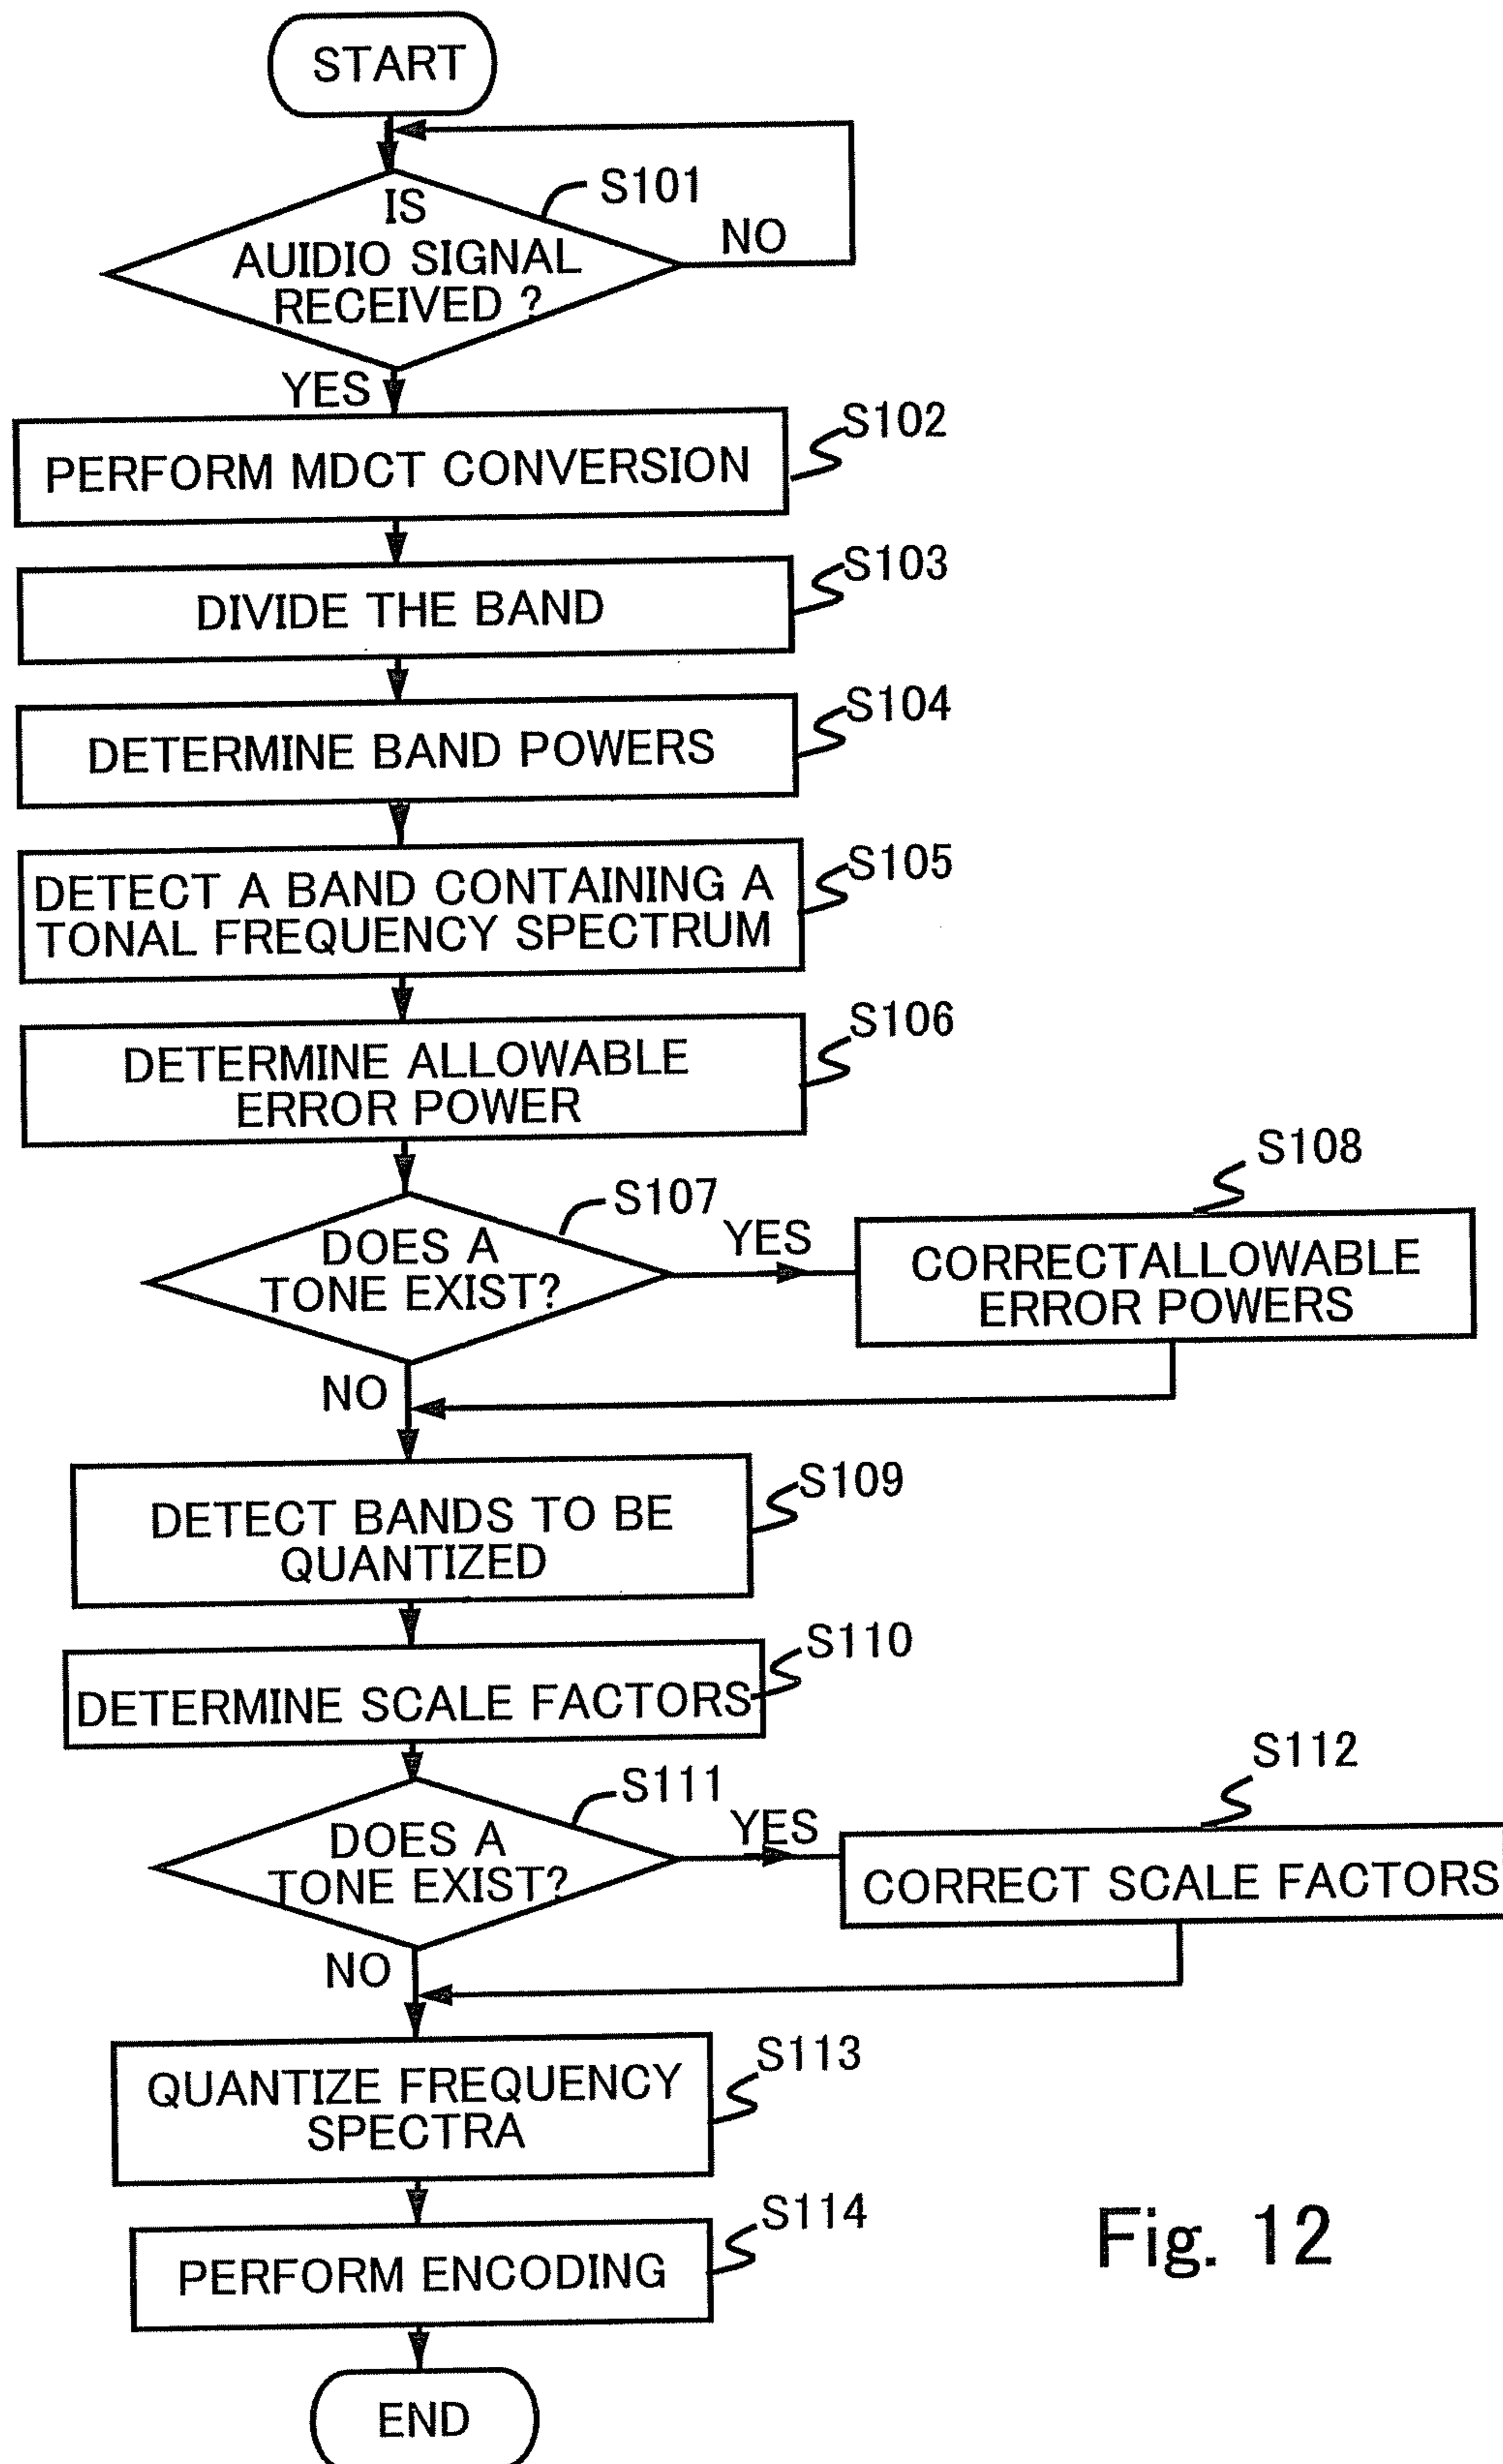 START
S101
IS
AUIDIO SIGNAL
RECEIVED ?
NO
YES
S102
PERFORM MDCT CONVERSION
S103
DIVIDE THE BAND
S104
DETERMINE BAND POWERS
S105
DETECT A BAND CONTAINING A
TONAL FREQUENCY SPECTRUM
S106
DETERMINE ALLOWABLE
ERROR POWER
S107
DOES A
TONE EXIST?
YES
S108
CORRECTALLOWABLE
ERROR POWERS
NO
S109
DETECT BANDS TO BE
QUANTIZED
S110
DETERMINE SCALE FACTORS
S111
DOES A
TONE EXIST?
YES
S112
CORRECT SCALE FACTORS
NO
S113
QUANTIZE FREQUENCY
SPECTRA
S114
PERFORM ENCODING
END
Fig. 12